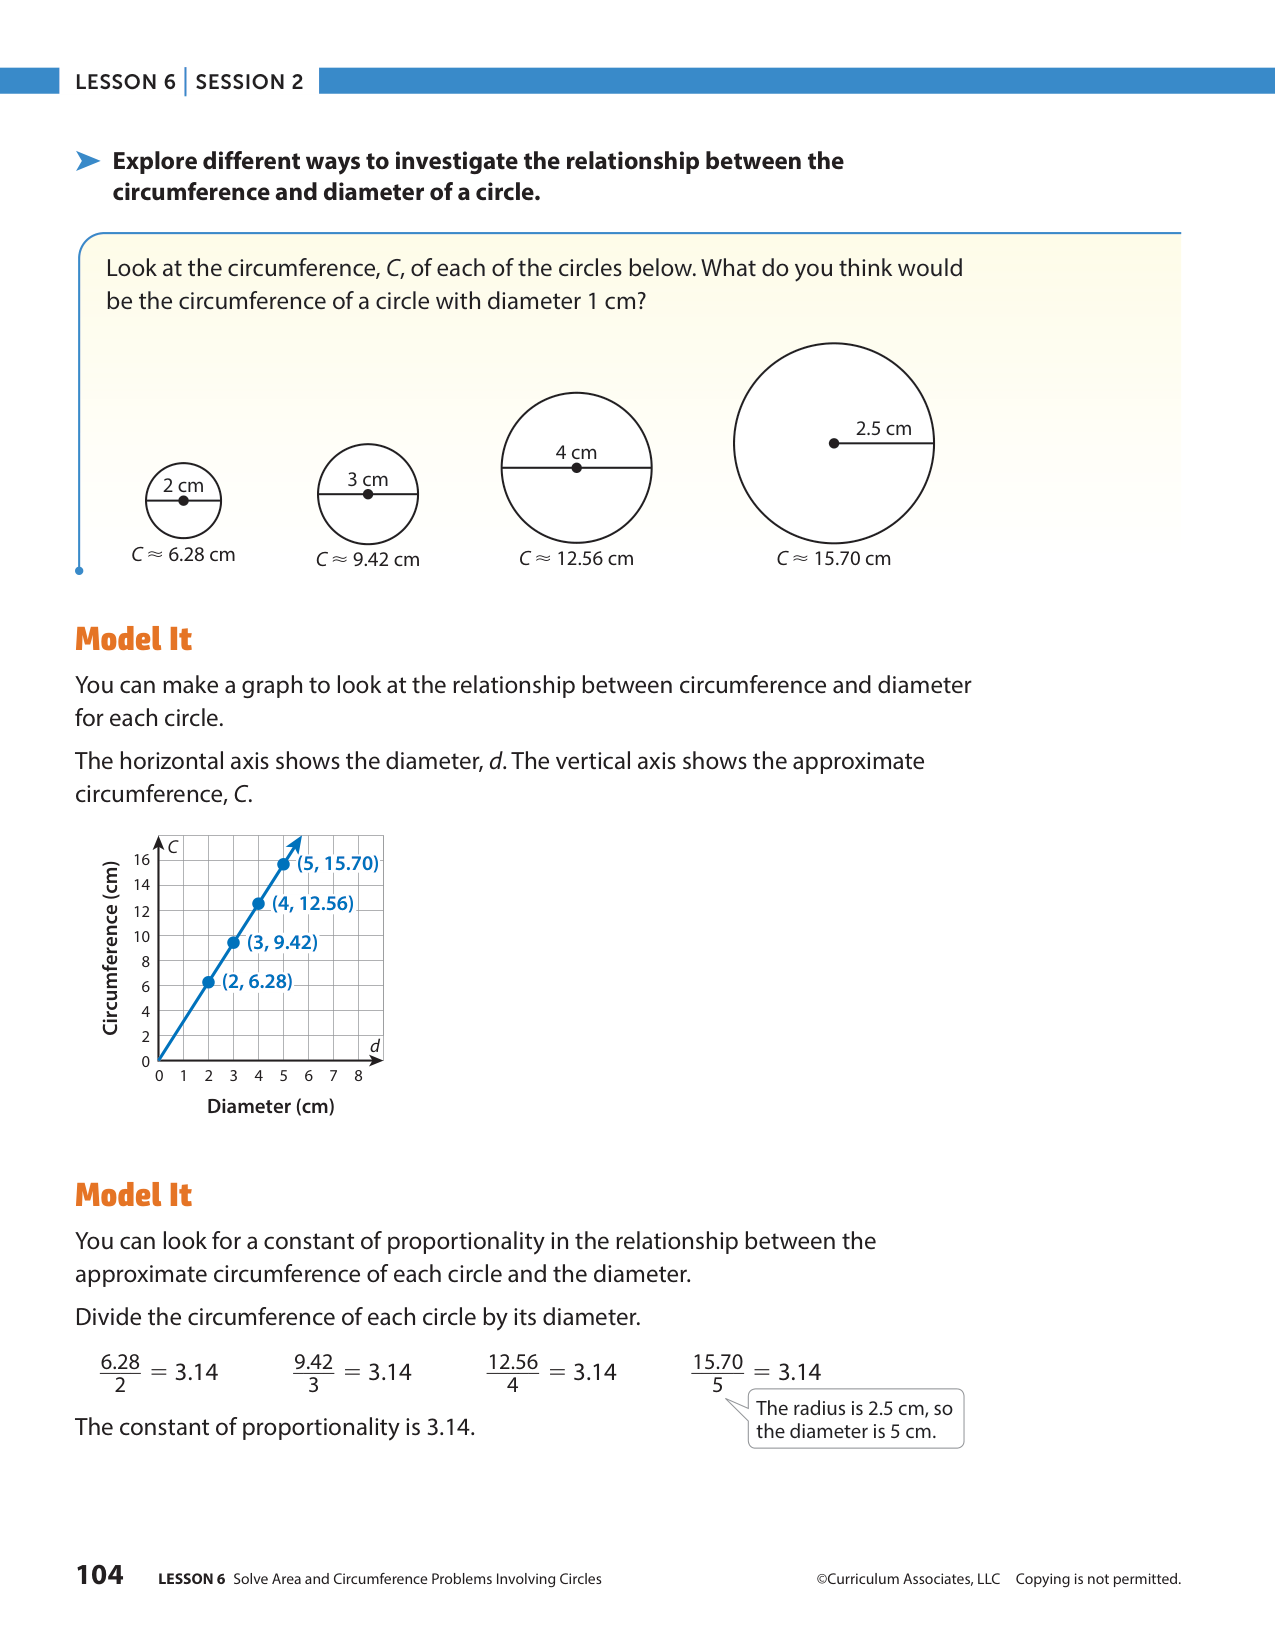 LESSON 6 | SESSION 2
➤ Explore different ways to investigate the relationship between the
circumference and diameter of a circle.
Look at the circumference, C, of each of the circles below. What do you think would
be the circumference of a circle with diameter 1 cm?
2 cm
C ≈ 6.28 cm
3 cm
C ≈ 9.42 cm
4 cm
C ≈ 12.56 cm
2.5 cm
C ≈ 15.70 cm
Model It
You can make a graph to look at the relationship between circumference and diameter
for each circle.
The horizontal axis shows the diameter, d. The vertical axis shows the approximate
circumference, C.
Circumference (cm)
C
16
14
12
10
8
6
4
2
0
(5, 15.70)
(4, 12.56)
(3, 9.42)
(2, 6.28)
d
0 1 2 3 4 5 6 7 8
Diameter (cm)
Model It
You can look for a constant of proportionality in the relationship between the
approximate circumference of each circle and the diameter.
Divide the circumference of each circle by its diameter.
6.28/2 = 3.14 9.42/3 = 3.14 12.56/4 = 3.14 15.70/5 = 3.14
The radius is 2.5 cm, so
the diameter is 5 cm.
The constant of proportionality is 3.14.
104 LESSON 6 Solve Area and Circumference Problems Involving Circles ©Curriculum Associates, LLC Copying is not permitted.